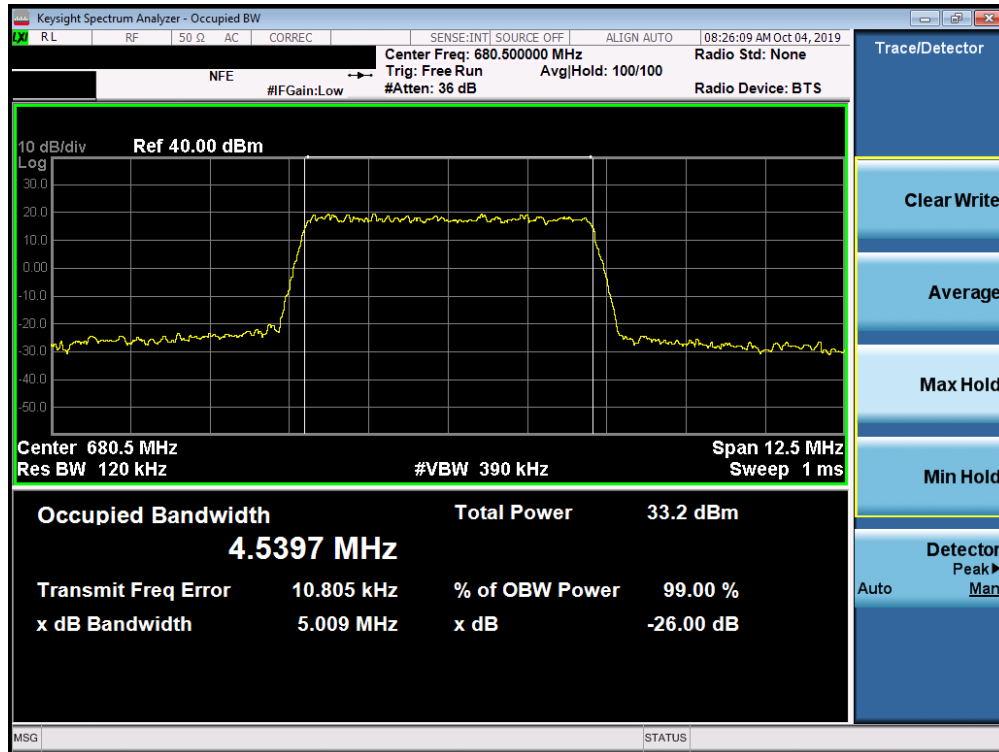 Keysight Spectrum Analyzer - Occupied BW
LXI RL RF 50 Ω AC CORREC SENSE:INT SOURCE OFF ALIGN AUTO 08:26:09 AM Oct 04, 2019
Center Freq: 680.500000 MHz Radio Std: None
NFE Trig: Free Run Avg|Hold: 100/100
#IFGain:Low #Atten: 36 dB Radio Device: BTS
10 dB/div Ref 40.00 dBm
Log
30.0
20.0
10.0
0.00
-10.0
-20.0
-30.0
-40.0
-50.0
Center 680.5 MHz Span 12.5 MHz
Res BW 120 kHz #VBW 390 kHz Sweep 1 ms
Occupied Bandwidth Total Power 33.2 dBm
4.5397 MHz
Transmit Freq Error 10.805 kHz % of OBW Power 99.00 %
x dB Bandwidth 5.009 MHz x dB -26.00 dB
MSG STATUS
Trace/Detector
Clear Write
Average
Max Hold
Min Hold
Detector
Peak▶
Auto Man